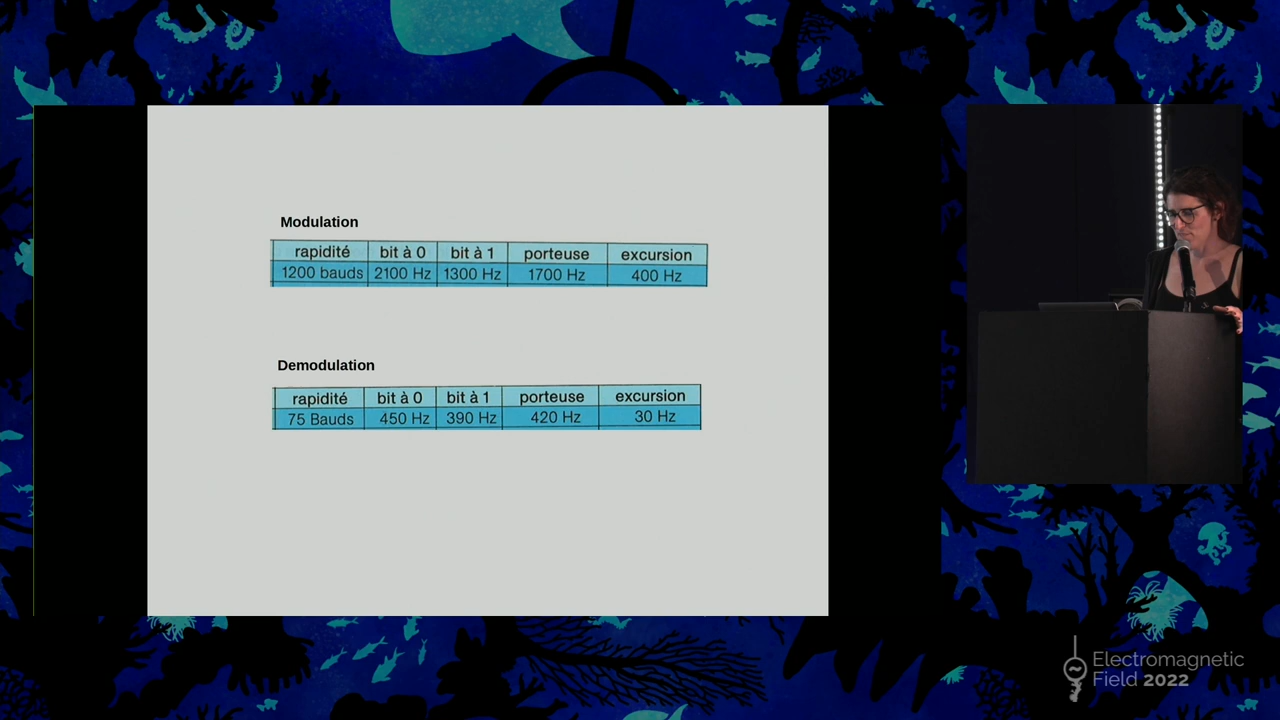 Modulation
rapidité bit à 0 bit à 1 porteuse excursion
1200 bauds 2100 Hz 1300 Hz 1700 Hz 400 Hz
Demodulation
rapidité bit à 0 bit à 1 porteuse excursion
75 Bauds 450 Hz 390 Hz 420 Hz 30 Hz
Electromagnetic
Field 2022